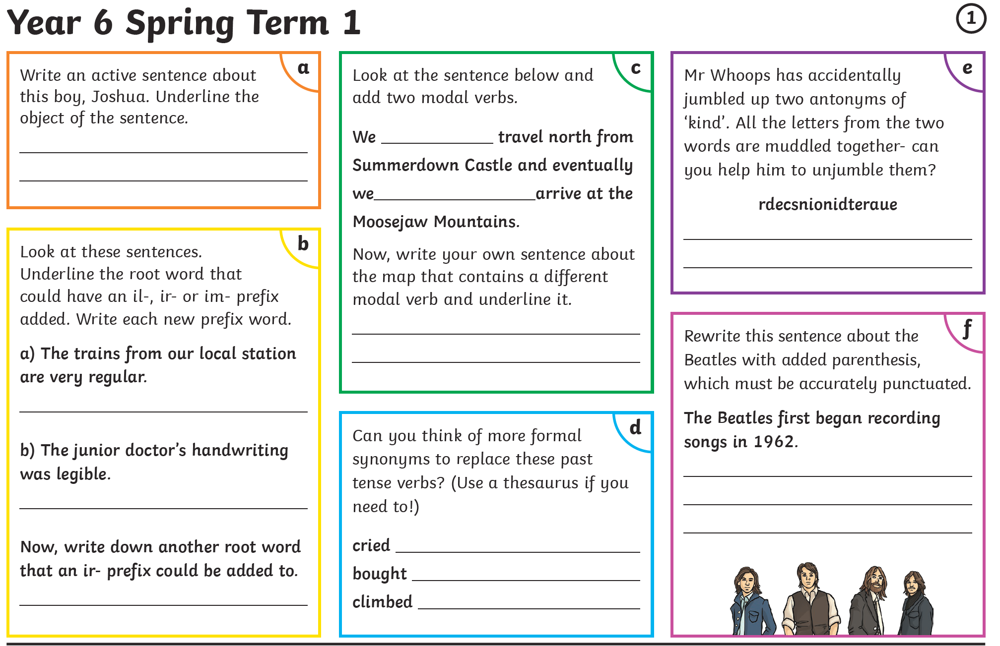 Year 6 Spring Term 1
1
a
Write an active sentence about
this boy, Joshua. Underline the
object of the sentence.
b
Look at these sentences.
Underline the root word that
could have an il-, ir- or im- prefix
added. Write each new prefix word.
a) The trains from our local station
are very regular.
b) The junior doctor’s handwriting
was legible.
Now, write down another root word
that an ir- prefix could be added to.
c
Look at the sentence below and
add two modal verbs.
We ____________ travel north from
Summerdown Castle and eventually
we_________________arrive at the
Moosejaw Mountains.
Now, write your own sentence about
the map that contains a different
modal verb and underline it.
d
Can you think of more formal
synonyms to replace these past
tense verbs? (Use a thesaurus if you
need to!)
cried
bought
climbed
e
Mr Whoops has accidentally
jumbled up two antonyms of
‘kind’. All the letters from the two
words are muddled together- can
you help him to unjumble them?
rdecsnionidteraue
f
Rewrite this sentence about the
Beatles with added parenthesis,
which must be accurately punctuated.
The Beatles first began recording
songs in 1962.